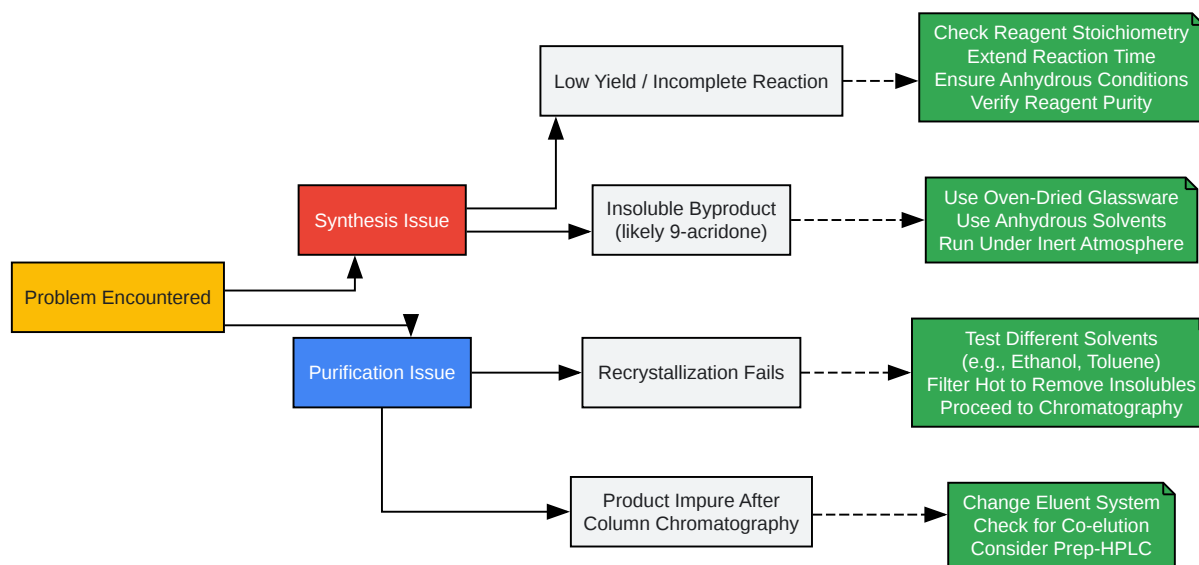 Problem Encountered
Synthesis Issue
Low Yield / Incomplete Reaction
Check Reagent Stoichiometry
Extend Reaction Time
Ensure Anhydrous Conditions
Verify Reagent Purity
Insoluble Byproduct
(likely 9-acridone)
Use Oven-Dried Glassware
Use Anhydrous Solvents
Run Under Inert Atmosphere
Purification Issue
Recrystallization Fails
Test Different Solvents
(e.g., Ethanol, Toluene)
Filter Hot to Remove Insolubles
Proceed to Chromatography
Product Impure After
Column Chromatography
Change Eluent System
Check for Co-elution
Consider Prep-HPLC